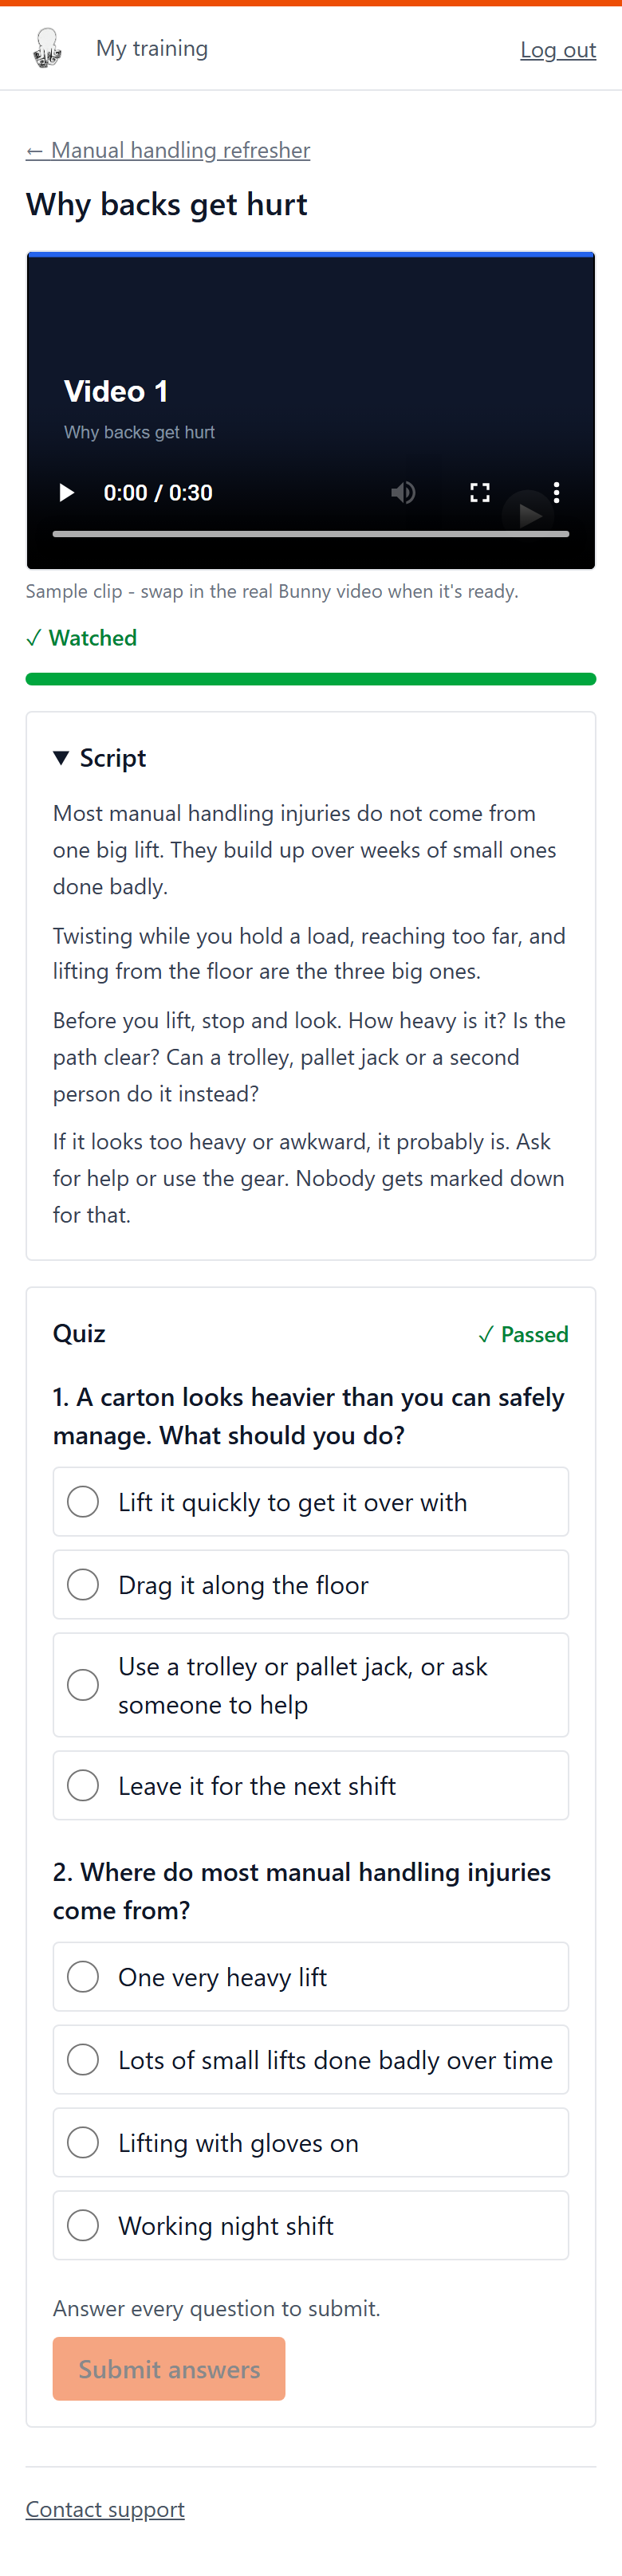 My training
Log out
← Manual handling refresher
Why backs get hurt
Video 1
Why backs get hurt
0:00 / 0:30
Sample clip - swap in the real Bunny video when it's ready.
✓ Watched
▼ Script
Most manual handling injuries do not come from
one big lift. They build up over weeks of small ones
done badly.
Twisting while you hold a load, reaching too far, and
lifting from the floor are the three big ones.
Before you lift, stop and look. How heavy is it? Is the
path clear? Can a trolley, pallet jack or a second
person do it instead?
If it looks too heavy or awkward, it probably is. Ask
for help or use the gear. Nobody gets marked down
for that.
Quiz
✓ Passed
1. A carton looks heavier than you can safely
manage. What should you do?
Lift it quickly to get it over with
Drag it along the floor
Use a trolley or pallet jack, or ask
someone to help
Leave it for the next shift
2. Where do most manual handling injuries
come from?
One very heavy lift
Lots of small lifts done badly over time
Lifting with gloves on
Working night shift
Answer every question to submit.
Submit answers
Contact support